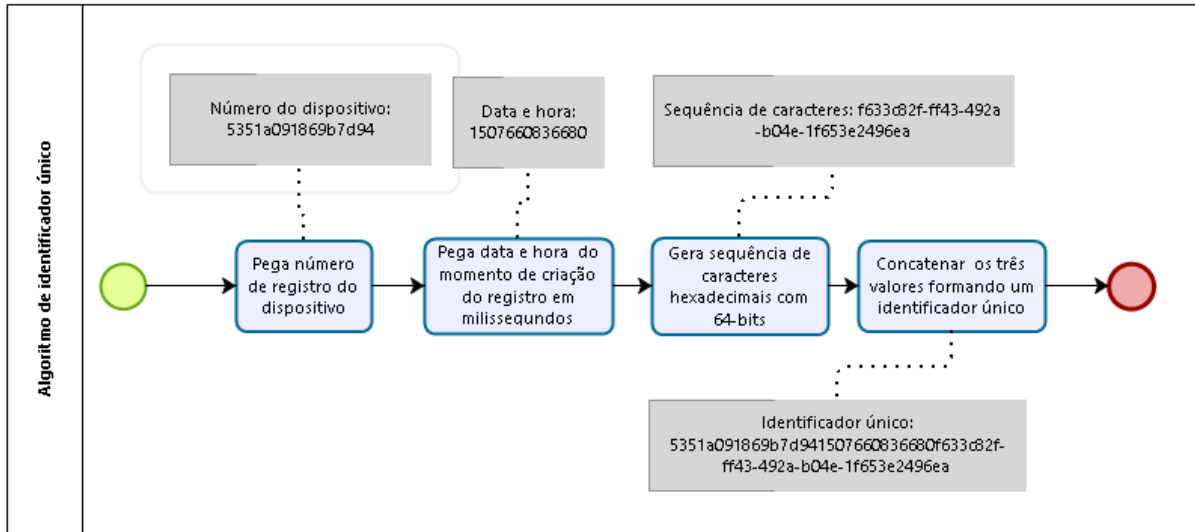 Algoritmo de identificador único
Número do dispositivo:
5351a091869b7d94
Data e hora:
1507660836680
Sequência de caracteres: f633c82f-ff43-492a
-b04e-1f653e2496ea
Pega número
de registro do
dispositivo
Pega data e hora do
momento de criação
do registro em
milissegundos
Gera sequência de
caracteres
hexadecimais com
64-bits
Concatenar os três
valores formando um
identificador único
Identificador único:
5351a091869b7d941507660836680f633c82f-
ff43-492a-b04e-1f653e2496ea